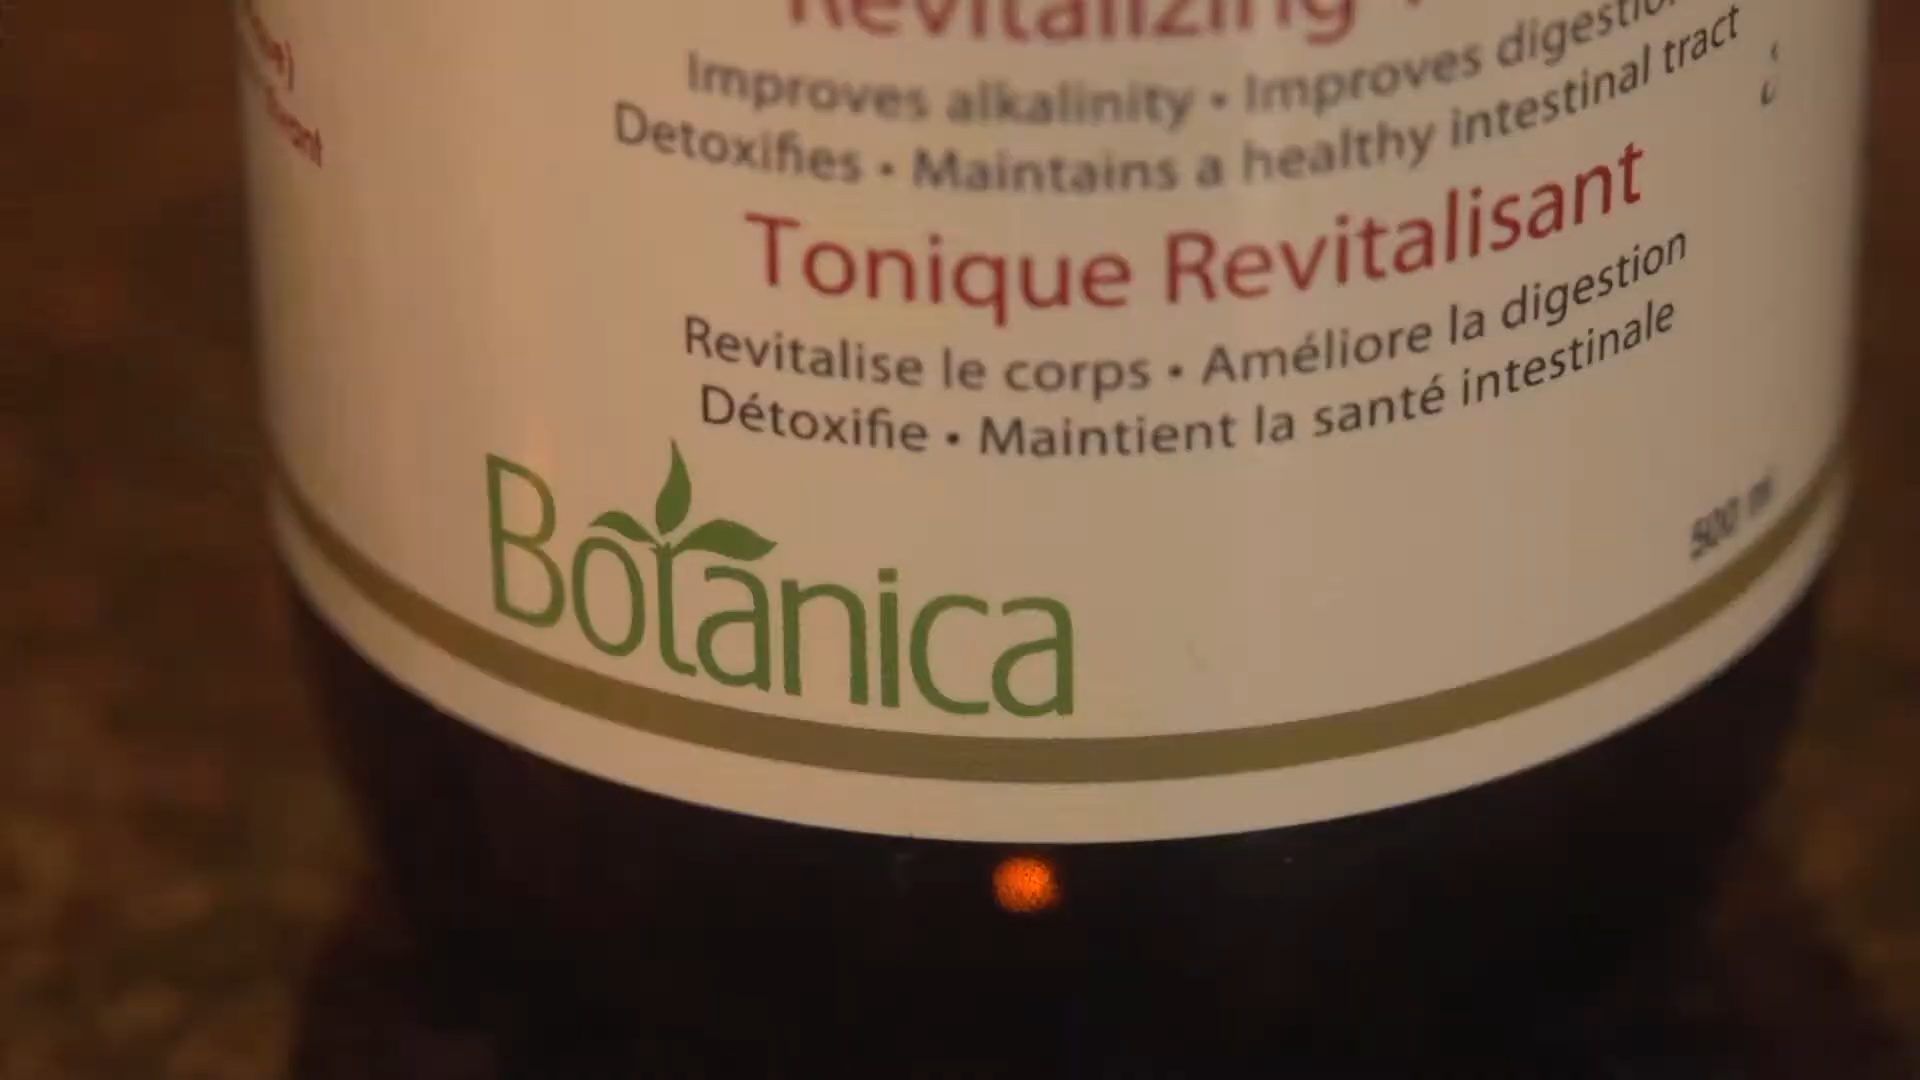 Revitalizing
Improves alkalinity • Improves digestion
Detoxifies • Maintains a healthy intestinal tract
Tonique Revitalisant
Revitalise le corps • Améliore la digestion
Détoxifie • Maintient la santé intestinale
Botanica
500 ml